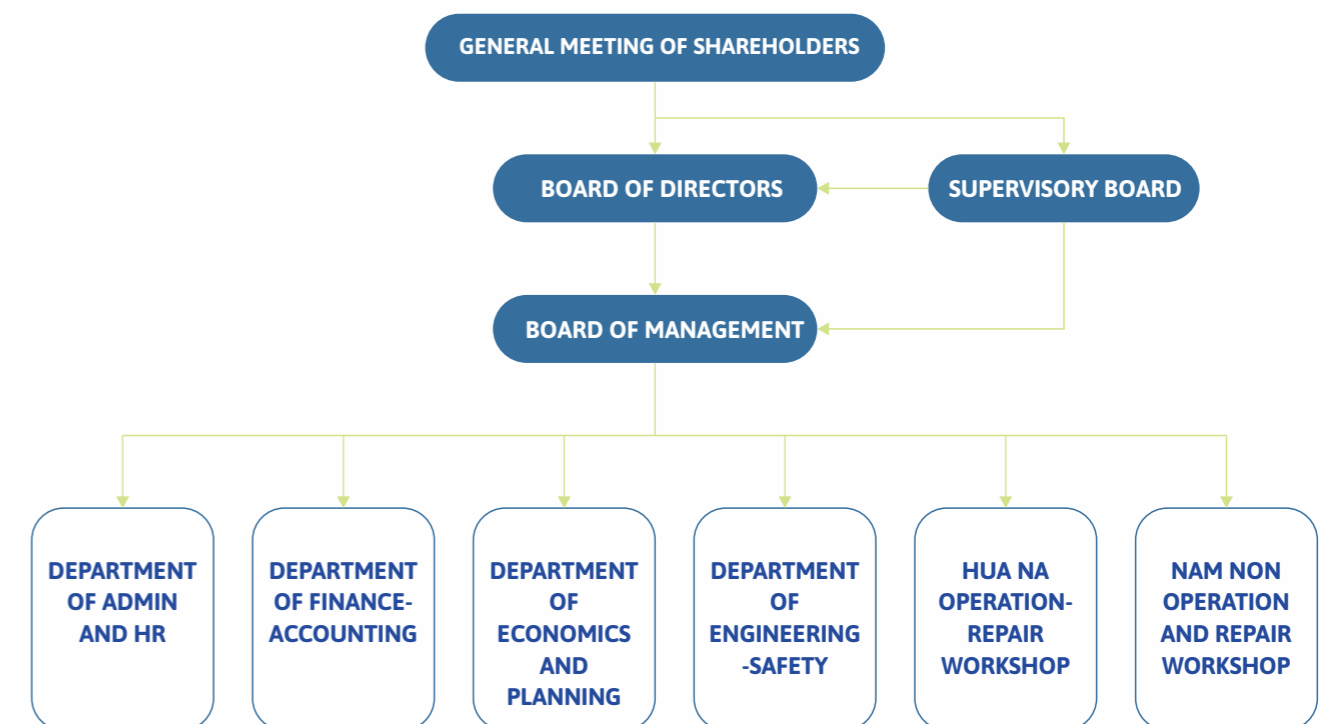 GENERAL MEETING OF SHAREHOLDERS
BOARD OF DIRECTORS
SUPERVISORY BOARD
BOARD OF MANAGEMENT
DEPARTMENT
OF ADMIN
AND HR
DEPARTMENT
OF FINANCE-
ACCOUNTING
DEPARTMENT
OF
ECONOMICS
AND
PLANNING
DEPARTMENT
OF
ENGINEERING
-SAFETY
HUA NA
OPERATION-
REPAIR
WORKSHOP
NAM NON
OPERATION
AND REPAIR
WORKSHOP